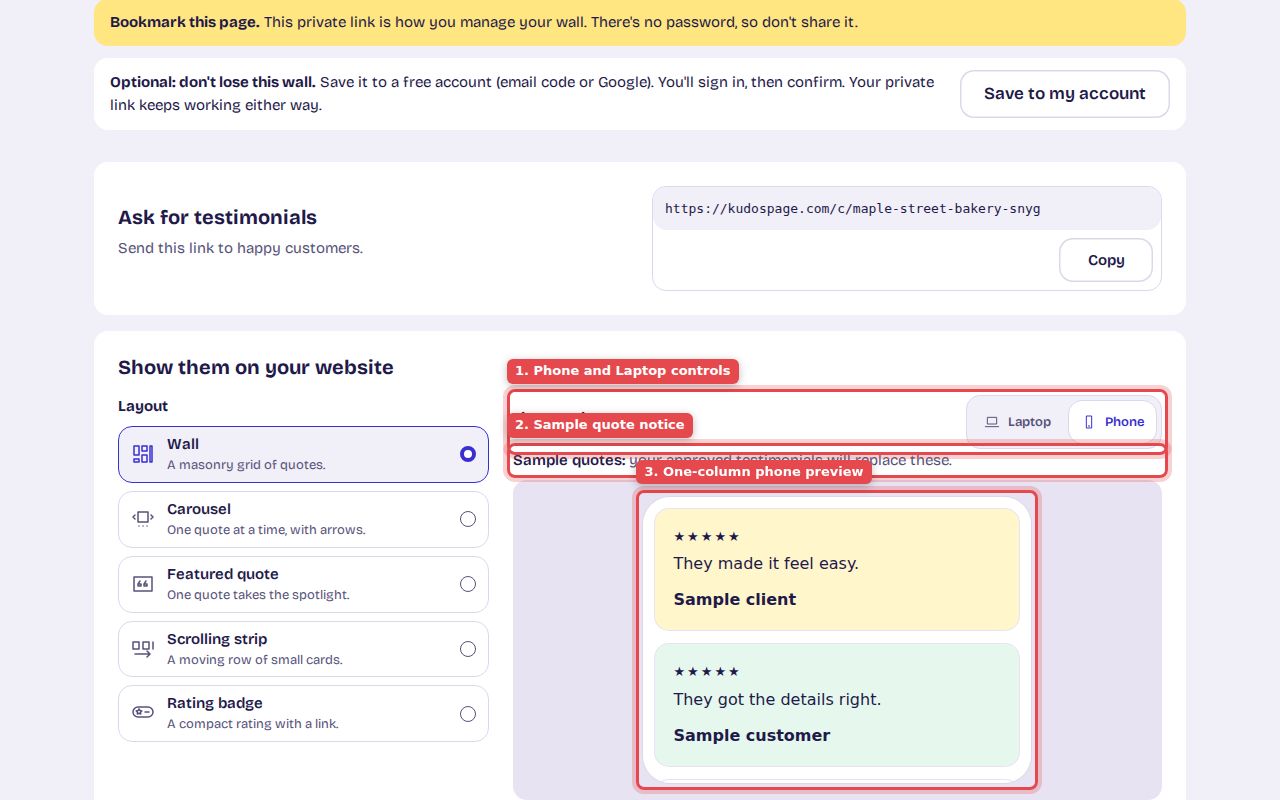 Bookmark this page. This private link is how you manage your wall. There's no password, so don't share it.
Optional: don't lose this wall. Save it to a free account (email code or Google). You'll sign in, then confirm. Your private
link keeps working either way.
Save to my account
Ask for testimonials
Send this link to happy customers.
https://kudospage.com/c/maple-street-bakery-snyg
Copy
Show them on your website
Layout
Wall
A masonry grid of quotes.
Carousel
One quote at a time, with arrows.
Featured quote
One quote takes the spotlight.
Scrolling strip
A moving row of small cards.
Rating badge
A compact rating with a link.
1. Phone and Laptop controls
Laptop
Phone
2. Sample quote notice
Sample quotes: your approved testimonials will replace these.
3. One-column phone preview
★★★★★
They made it feel easy.
Sample client
★★★★★
They got the details right.
Sample customer